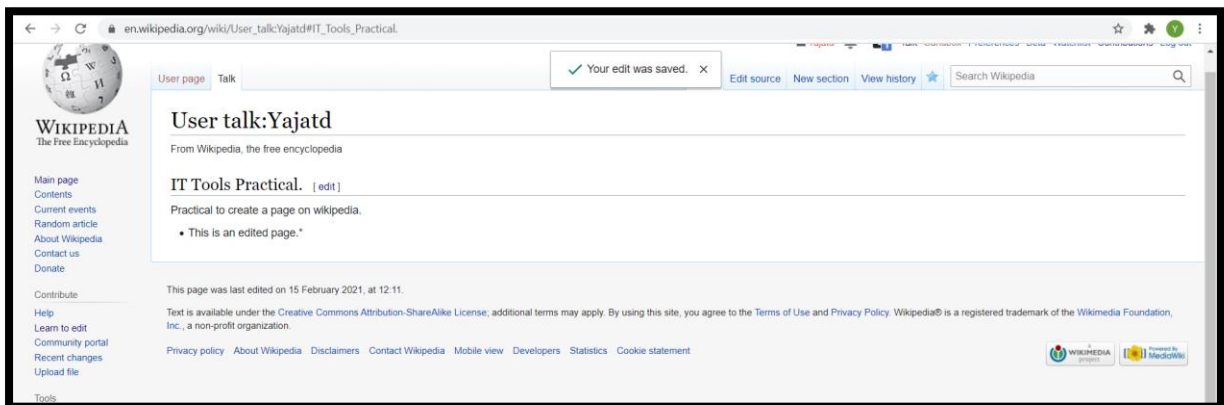 en.wikipedia.org/wiki/User_talk:Yajatd#IT_Tools_Practical.
Y
User page Talk
Your edit was saved. X
Edit source New section View history
Search Wikipedia
WIKIPEDIA
The Free Encyclopedia
User talk:Yajatd
From Wikipedia, the free encyclopedia
IT Tools Practical. [ edit ]
Practical to create a page on wikipedia.
• This is an edited page.*
Main page
Contents
Current events
Random article
About Wikipedia
Contact us
Donate
Contribute
Help
Learn to edit
Community portal
Recent changes
Upload file
Tools
This page was last edited on 15 February 2021, at 12:11.
Text is available under the Creative Commons Attribution-ShareAlike License; additional terms may apply. By using this site, you agree to the Terms of Use and Privacy Policy. Wikipedia® is a registered trademark of the Wikimedia Foundation,
Inc., a non-profit organization.
Privacy policy About Wikipedia Disclaimers Contact Wikipedia Mobile view Developers Statistics Cookie statement
A
WIKIMEDIA
project
Powered By
MediaWiki